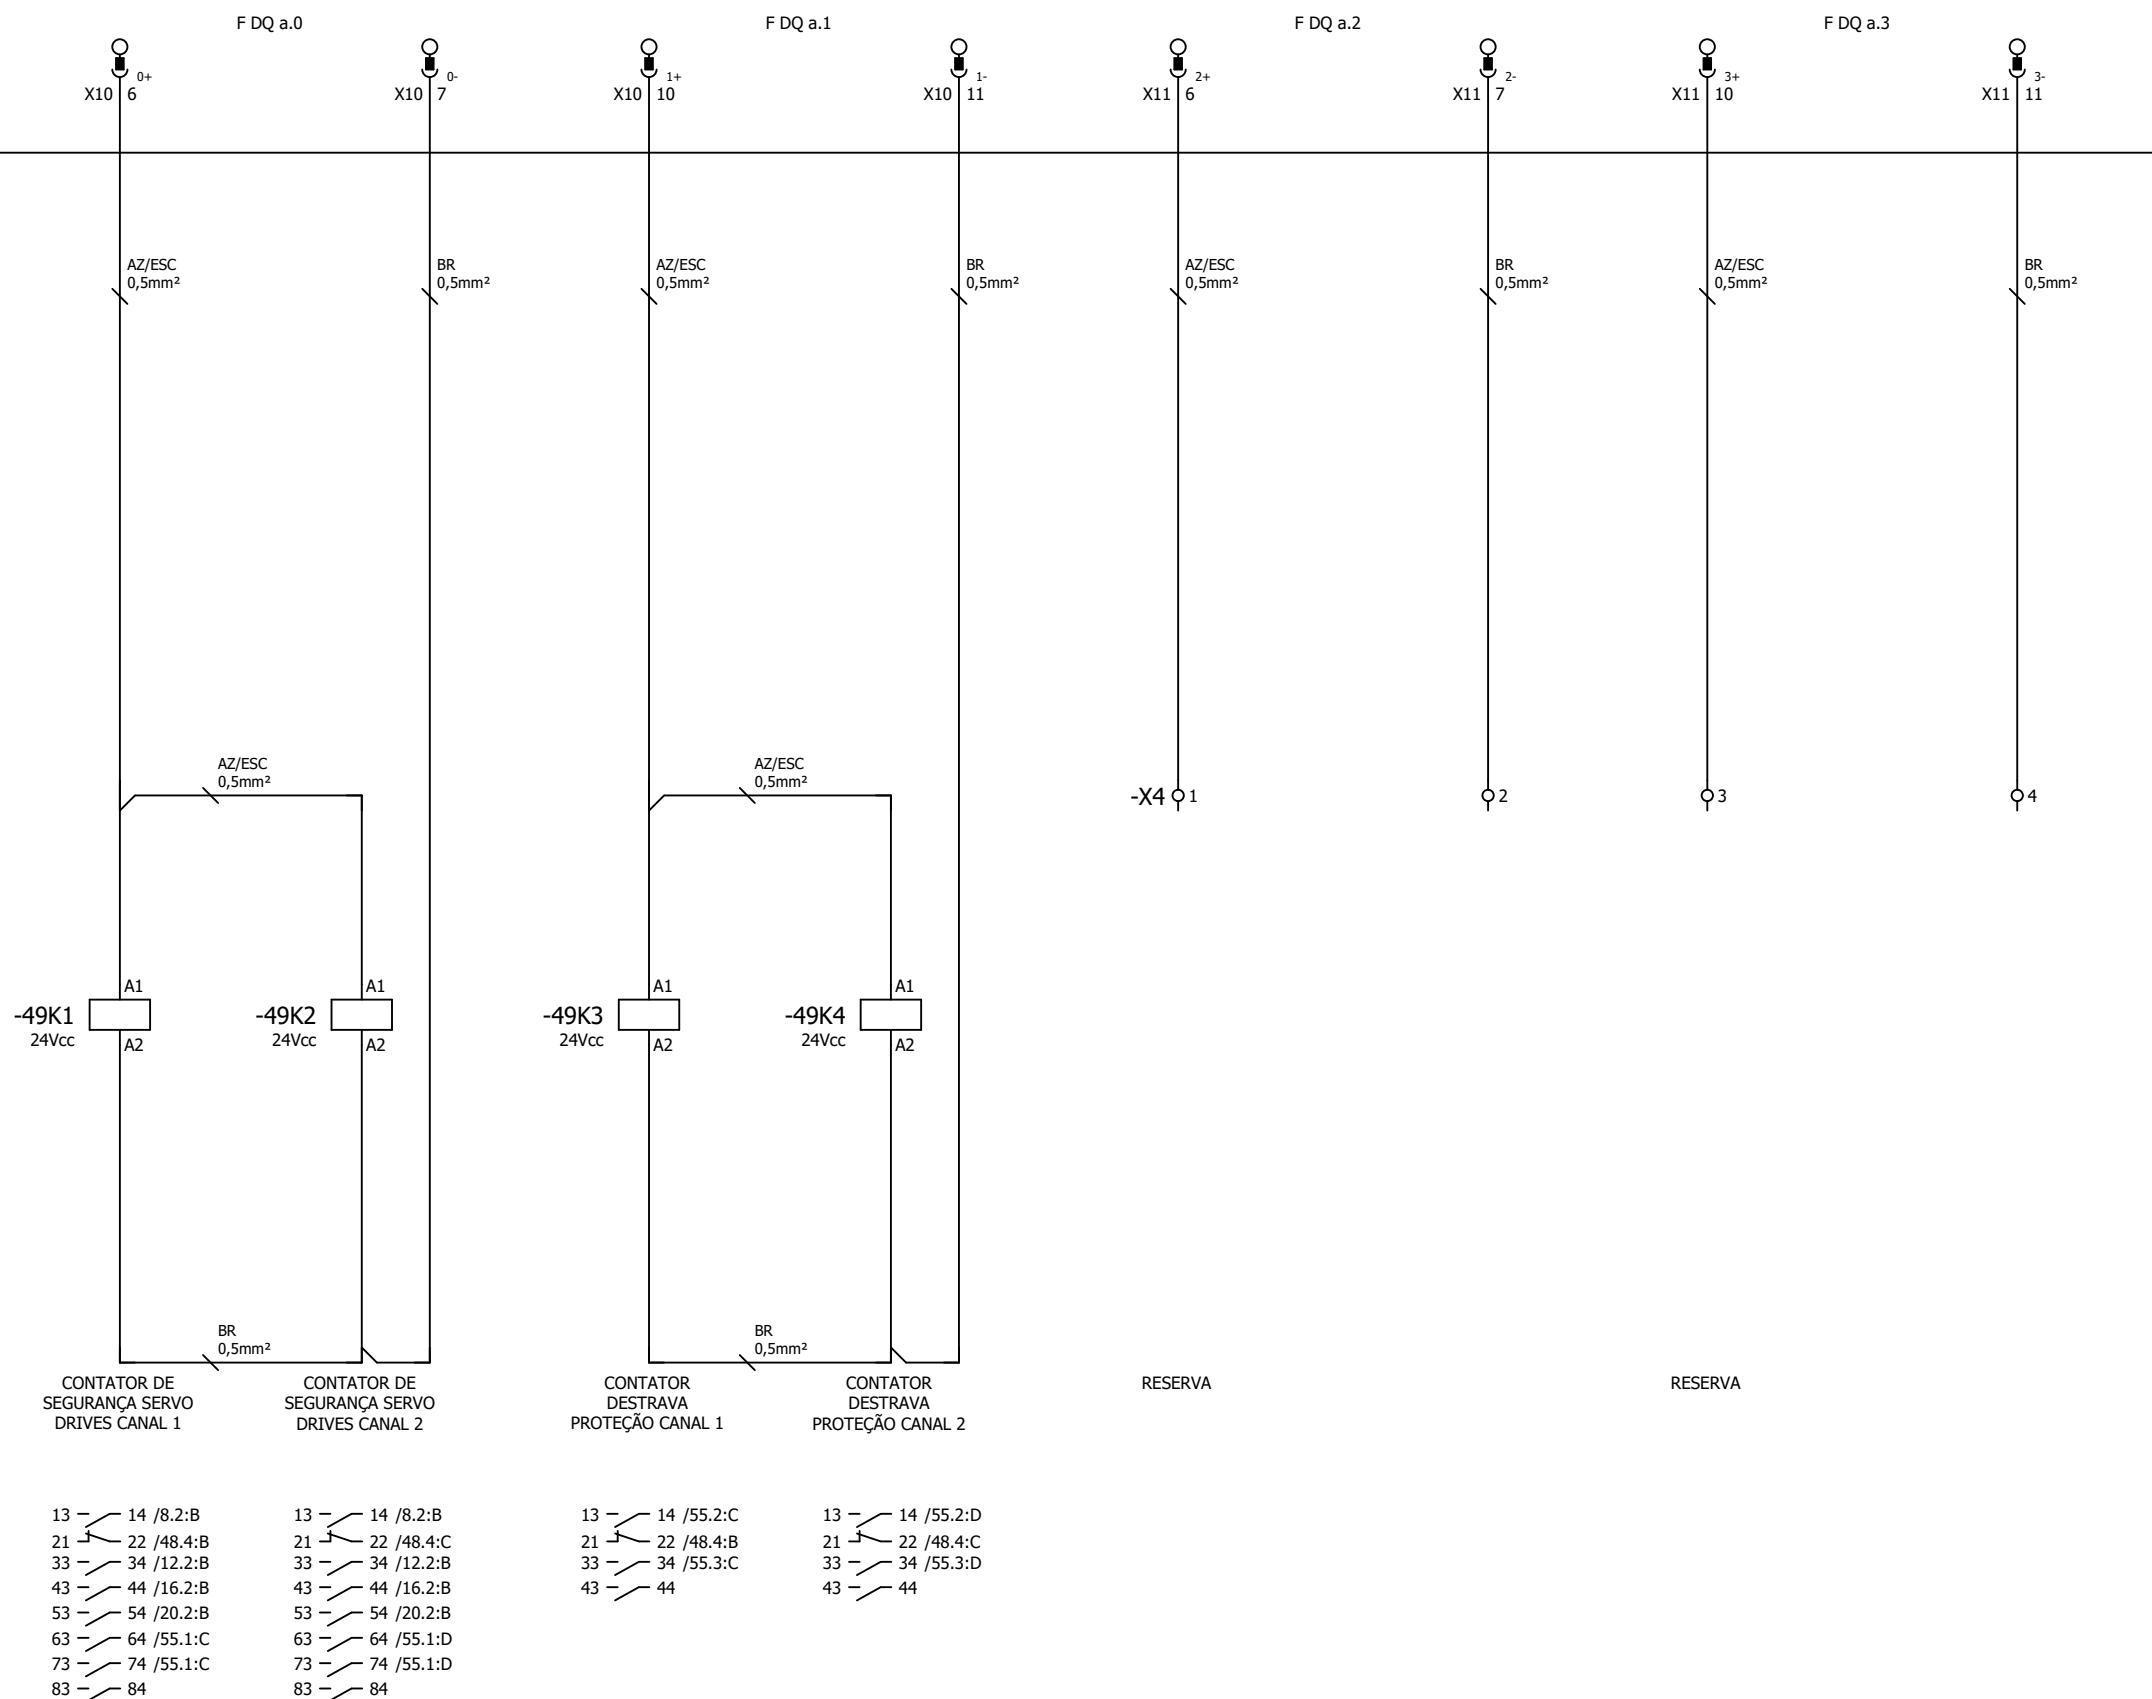 F DQ a.0
F DQ a.1
F DQ a.2
F DQ a.3
0+
0-
1+
1-
2+
2-
3+
3-
X10 6
X10 7
X10 10
X10 11
X11 6
X11 7
X11 10
X11 11
AZ/ESC
0,5mm²
BR
0,5mm²
AZ/ESC
0,5mm²
BR
0,5mm²
AZ/ESC
0,5mm²
BR
0,5mm²
AZ/ESC
0,5mm²
BR
0,5mm²
AZ/ESC
0,5mm²
AZ/ESC
0,5mm²
-X4 1
2
3
4
A1
-49K1
24Vcc
A2
A1
-49K2
24Vcc
A2
A1
-49K3
24Vcc
A2
A1
-49K4
24Vcc
A2
BR
0,5mm²
BR
0,5mm²
CONTATOR DE
SEGURANÇA SERVO
DRIVES CANAL 1
CONTATOR DE
SEGURANÇA SERVO
DRIVES CANAL 2
CONTATOR
DESTRAVA
PROTEÇÃO CANAL 1
CONTATOR
DESTRAVA
PROTEÇÃO CANAL 2
RESERVA
RESERVA
13 14 /8.2:B
21 22 /48.4:B
33 34 /12.2:B
43 44 /16.2:B
53 54 /20.2:B
63 64 /55.1:C
73 74 /55.1:C
83 84
13 14 /8.2:B
21 22 /48.4:C
33 34 /12.2:B
43 44 /16.2:B
53 54 /20.2:B
63 64 /55.1:D
73 74 /55.1:D
83 84
13 14 /55.2:C
21 22 /48.4:B
33 34 /55.3:C
43 44
13 14 /55.2:D
21 22 /48.4:C
33 34 /55.3:D
43 44